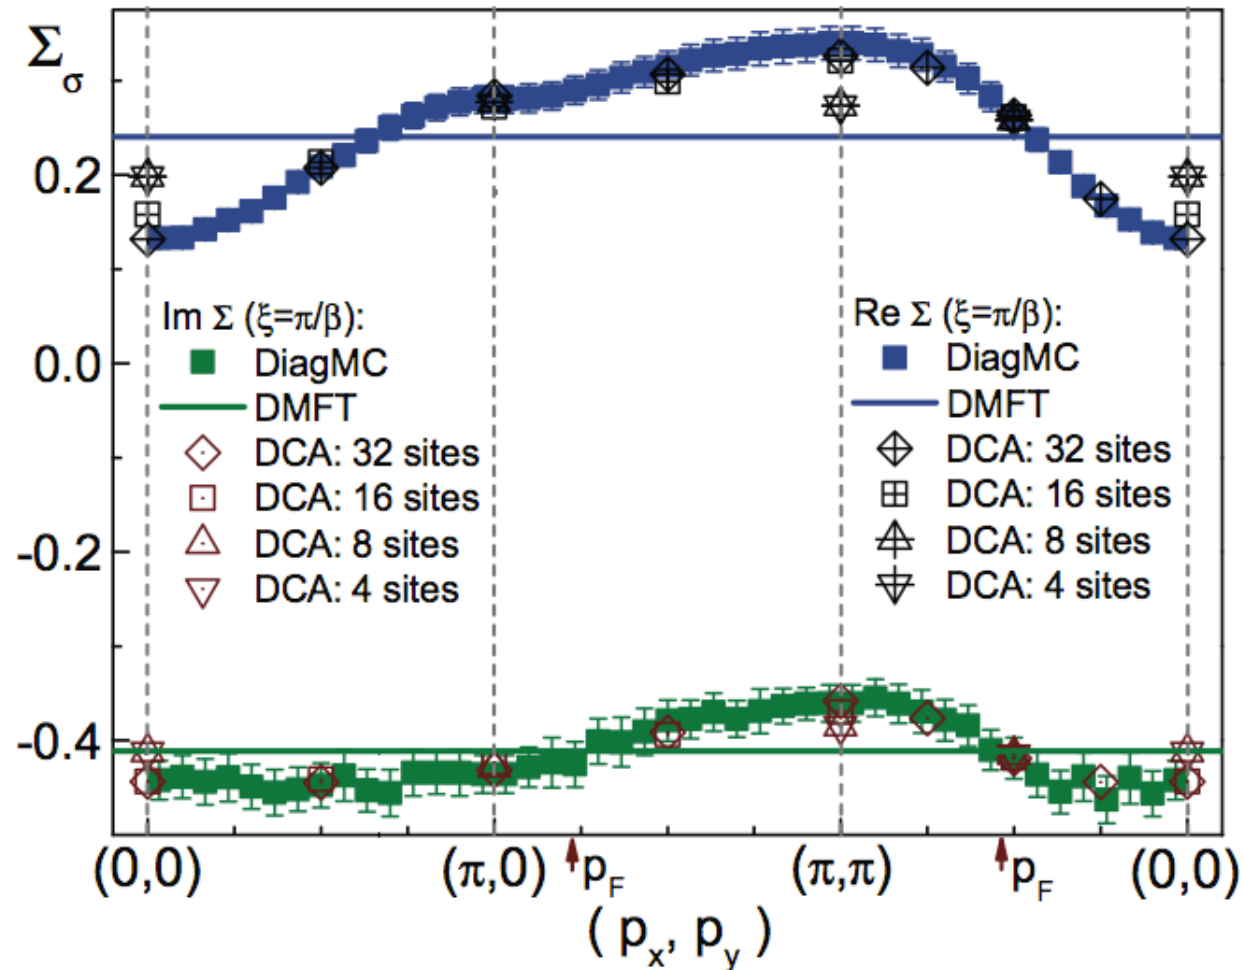 Σσ
0.2
0.0
-0.2
-0.4
Im Σ (ξ=π/β):
DiagMC
DMFT
DCA: 32 sites
DCA: 16 sites
DCA: 8 sites
DCA: 4 sites
Re Σ (ξ=π/β):
DiagMC
DMFT
DCA: 32 sites
DCA: 16 sites
DCA: 8 sites
DCA: 4 sites
(0,0) (π,0) pF (π,π) pF (0,0)
( px, py )